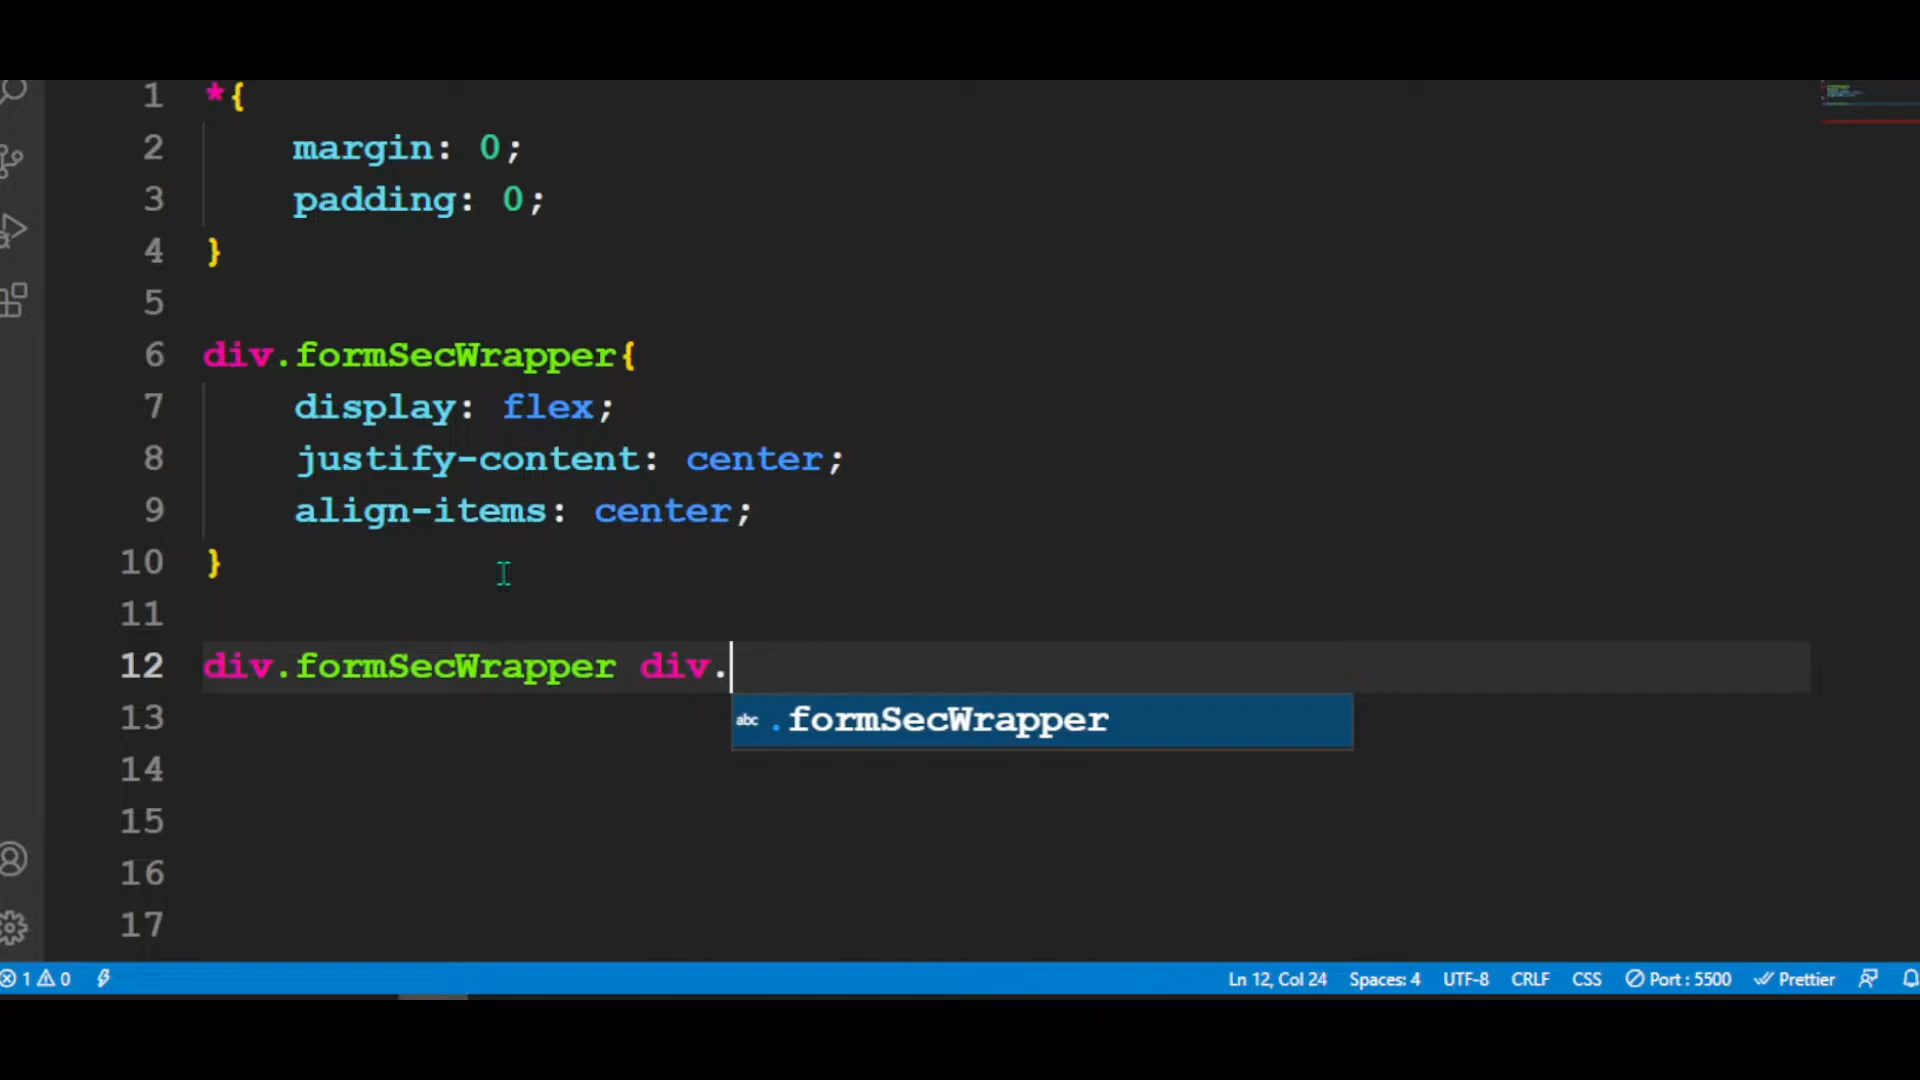 1 *{
2 margin: 0;
3 padding: 0;
4 }
5
6 div.formSecWrapper{
7 display: flex;
8 justify-content: center;
9 align-items: center;
10 }
11
12 div.formSecWrapper div.
abc .formSecWrapper
13
14
15
16
17
1 0 Ln 12, Col 24 Spaces: 4 UTF-8 CRLF CSS Port : 5500 Prettier